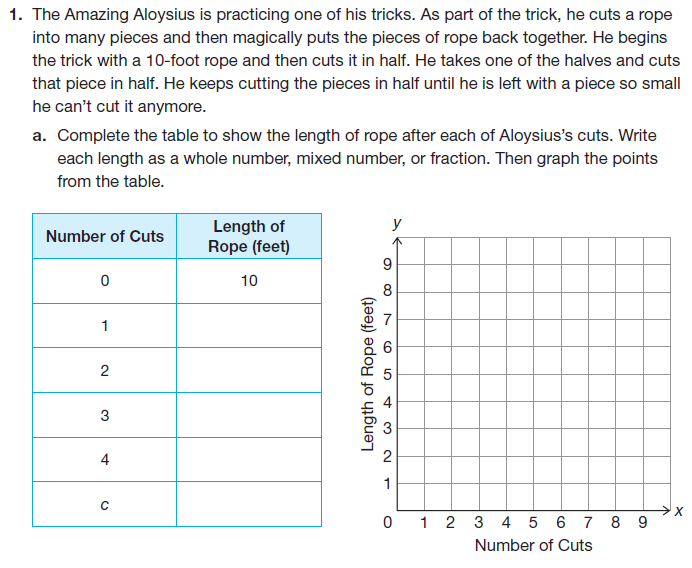 1. The Amazing Aloysius is practicing one of his tricks. As part of the trick, he cuts a rope
into many pieces and then magically puts the pieces of rope back together. He begins
the trick with a 10-foot rope and then cuts it in half. He takes one of the halves and cuts
that piece in half. He keeps cutting the pieces in half until he is left with a piece so small
he can’t cut it anymore.
a. Complete the table to show the length of rope after each of Aloysius’s cuts. Write
each length as a whole number, mixed number, or fraction. Then graph the points
from the table.
Number of Cuts
Length of
Rope (feet)
0 10
1
2
3
4
c
y
Length of Rope (feet)
9
8
7
6
5
4
3
2
1
0 1 2 3 4 5 6 7 8 9 x
Number of Cuts